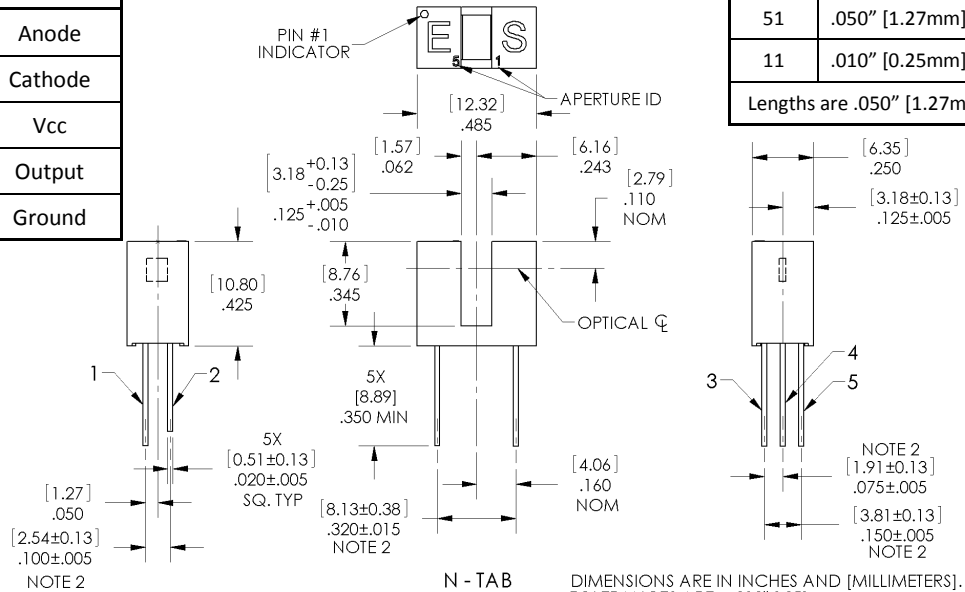 Anode
Cathode
Vcc
Output
Ground
PIN #1
INDICATOR
E
S
5
1
APERTURE ID
51 .050” [1.27mm]
11 .010” [0.25mm]
Lengths are .050” [1.27m
[12.32]
.485
[1.57]
.062
[6.16]
.243
[3.18 +0.13 -0.25]
.125 +.005 -.010
[2.79]
.110
NOM
[6.35]
.250
[3.18±0.13]
.125±.005
[10.80]
.425
[8.76]
.345
OPTICAL ℄
1
2
5X
[8.89]
.350 MIN
3
4
5
5X
[0.51±0.13]
.020±.005
SQ. TYP
[1.27]
.050
[2.54±0.13]
.100±.005
NOTE 2
[8.13±0.38]
.320±.015
NOTE 2
[4.06]
.160
NOM
NOTE 2
[1.91±0.13]
.075±.005
[3.81±0.13]
.150±.005
NOTE 2
N - TAB
DIMENSIONS ARE IN INCHES AND [MILLIMETERS].